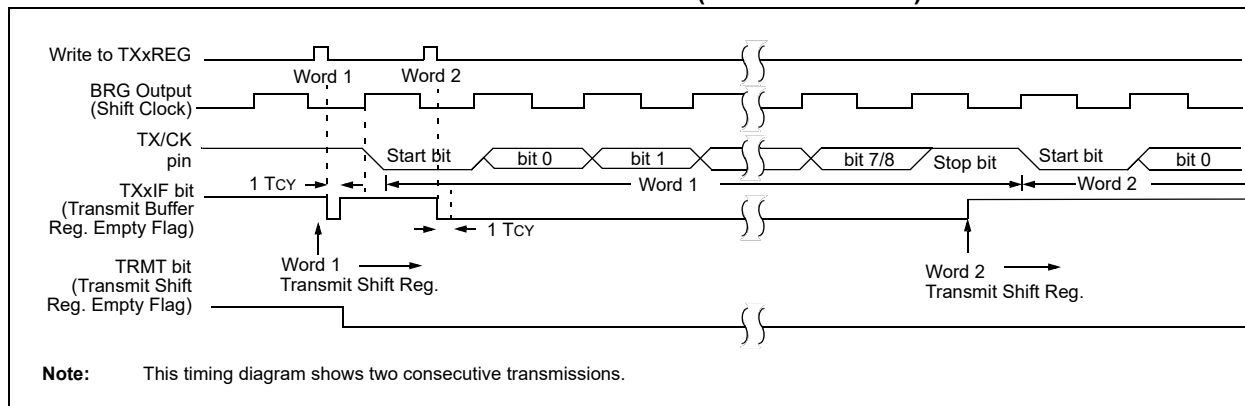 Write to TXxREG
Word 1
Word 2
BRG Output
(Shift Clock)
TX/CK
pin
Start bit
bit 0
bit 1
bit 7/8
Stop bit
Start bit
bit 0
1 TCY
Word 1
Word 2
TXxIF bit
(Transmit Buffer
Reg. Empty Flag)
1 TCY
Word 1
Transmit Shift Reg.
Word 2
Transmit Shift Reg.
TRMT bit
(Transmit Shift
Reg. Empty Flag)
Note: This timing diagram shows two consecutive transmissions.